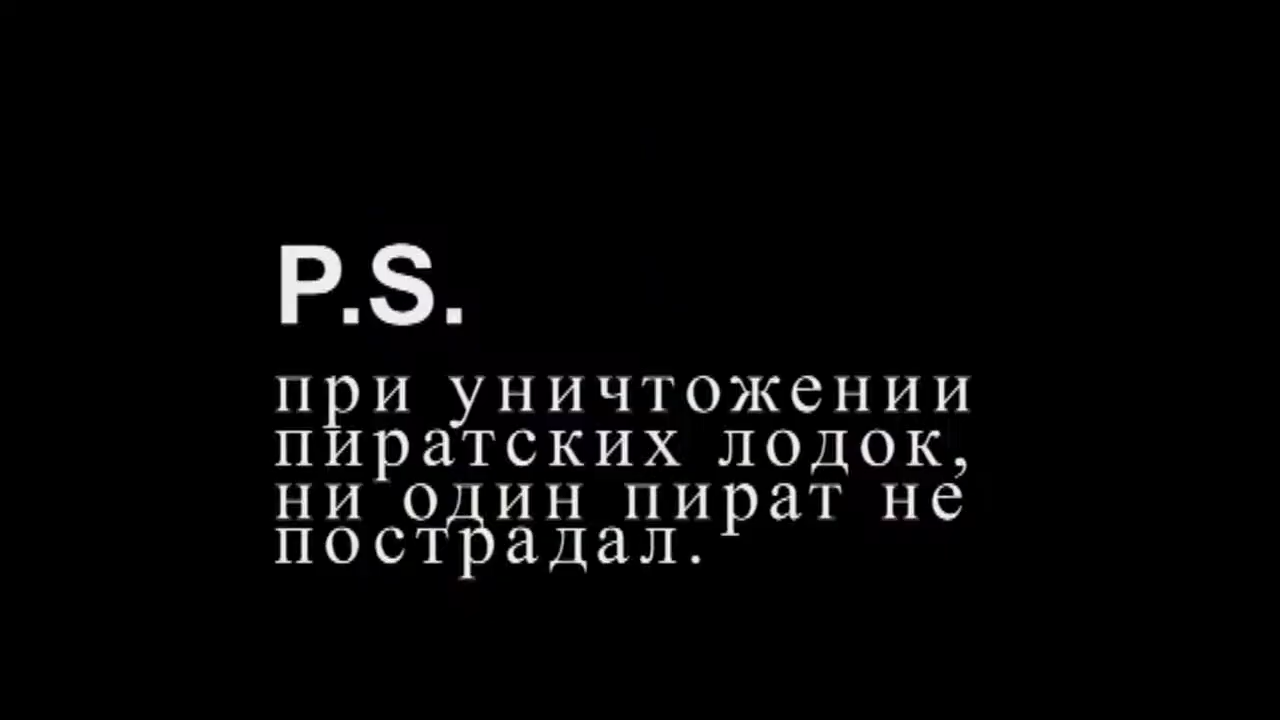 P.S.
при уничтожении
пиратских лодок,
ни один пират не
пострадал.